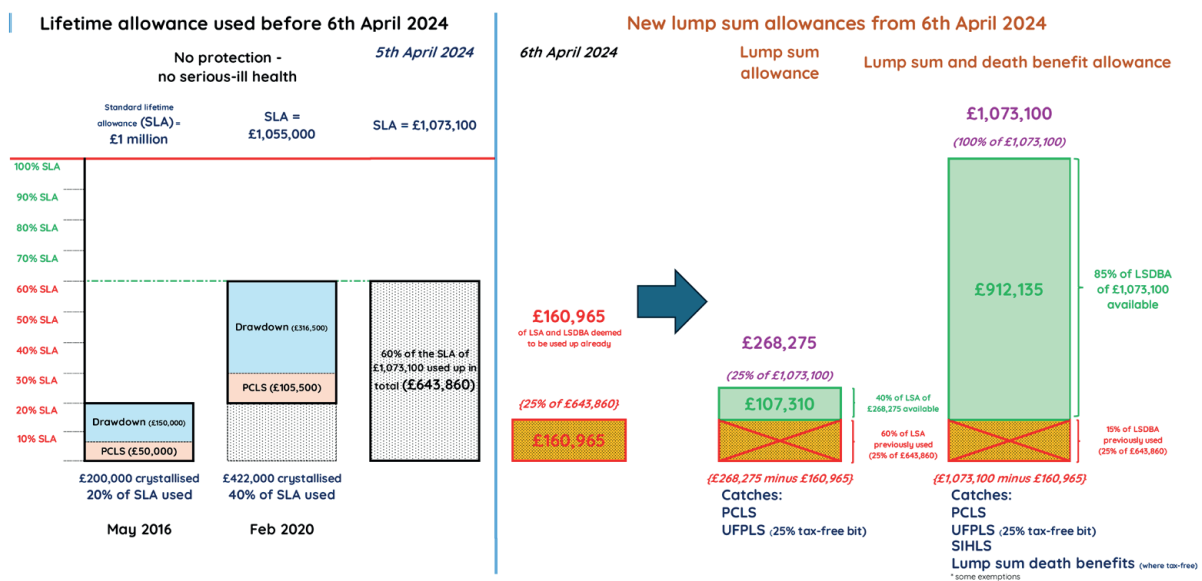 Lifetime allowance used before 6th April 2024
No protection -
no serious-ill health
5th April 2024
Standard lifetime
allowance (SLA) =
£1 million
SLA =
£1,055,000
SLA = £1,073,100
100% SLA
90% SLA
80% SLA
70% SLA
60% SLA
50% SLA
40% SLA
30% SLA
20% SLA
10% SLA
Drawdown (£150,000)
PCLS (£50,000)
Drawdown (£316,500)
PCLS (£105,500)
60% of the SLA of
£1,073,100 used up in
total (£643,860)
£200,000 crystallised
20% of SLA used
May 2016
£422,000 crystallised
40% of SLA used
Feb 2020
New lump sum allowances from 6th April 2024
6th April 2024
Lump sum
allowance
Lump sum and death benefit allowance
£160,965
of LSA and LSDBA deemed
to be used up already
{25% of £643,860}
£160,965
£268,275
(25% of £1,073,100)
£107,310
40% of LSA of
£268,275 available
60% of LSA
previously used
(25% of £643,860)
{£268,275 minus £160,965}
Catches:
PCLS
UFPLS (25% tax-free bit)
£1,073,100
(100% of £1,073,100)
£912,135
85% of LSDBA
of £1,073,100
available
15% of LSDBA
previously used
(25% of £643,860)
{£1,073,100 minus £160,965}
Catches:
PCLS
UFPLS (25% tax-free bit)
SIHLS
Lump sum death benefits (where tax-free)
* some exemptions